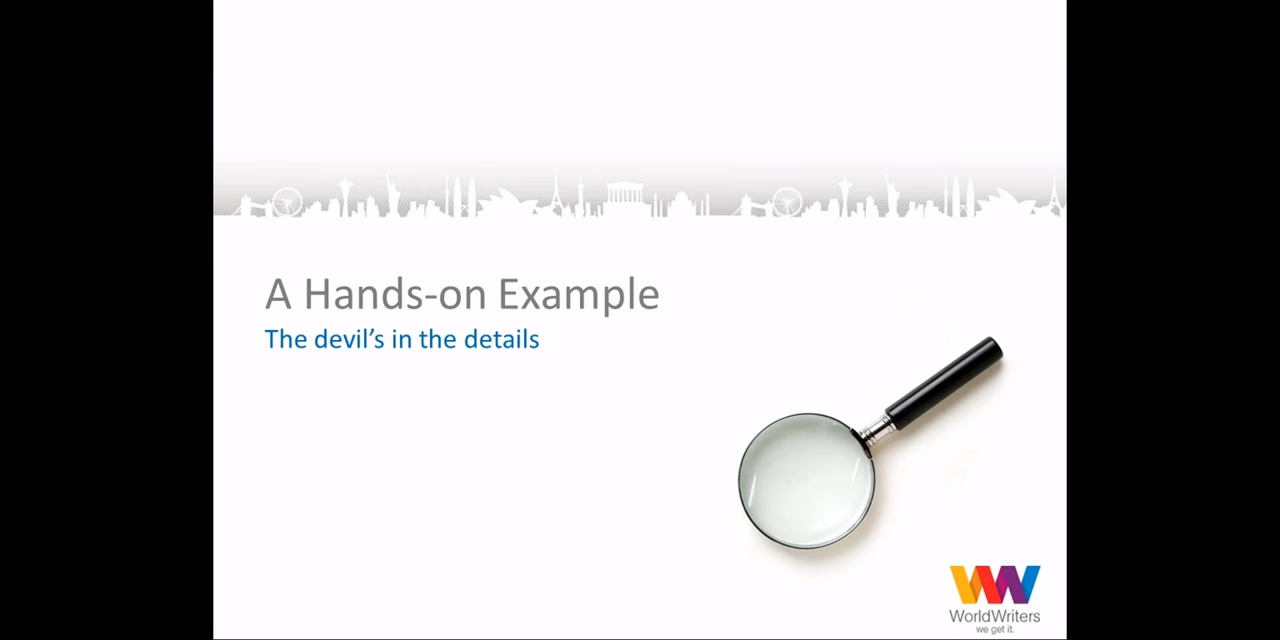 A Hands-on Example
The devil's in the details
WorldWriters
we get it.